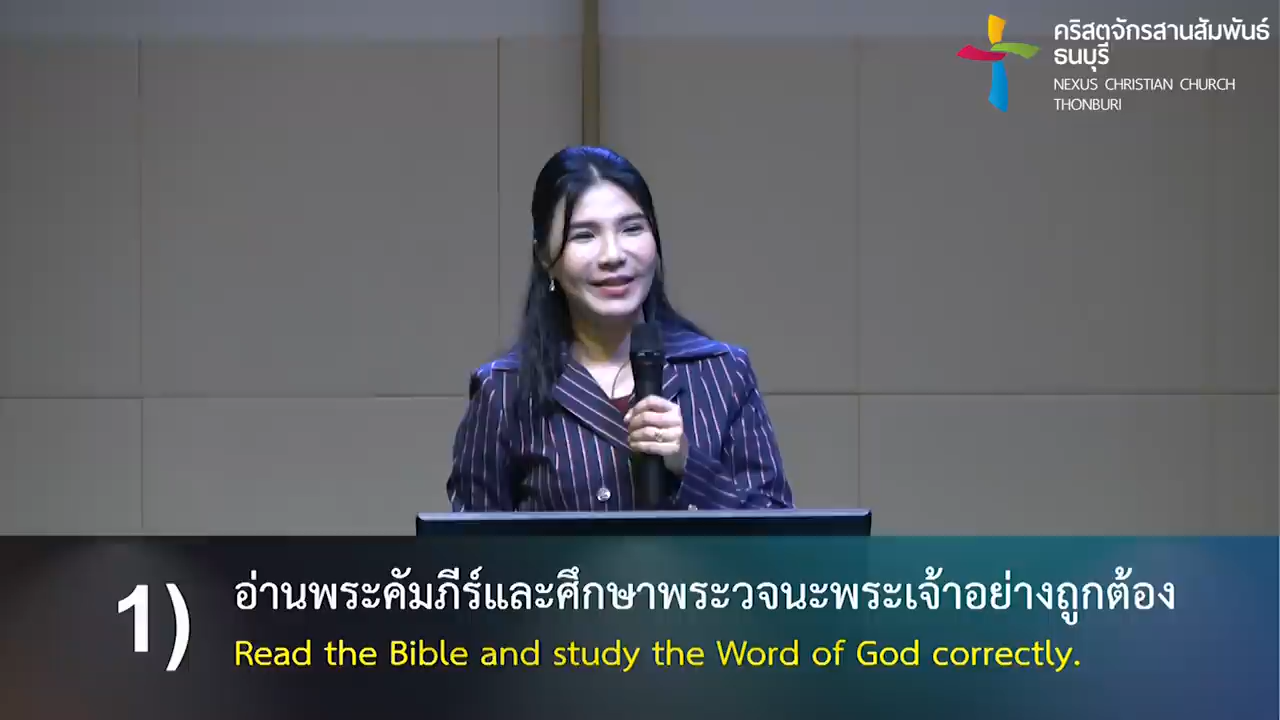 คริสตจักรสานสัมพันธ์
ธนบุรี
NEXUS CHRISTIAN CHURCH
THONBURI
1) อ่านพระคัมภีร์และศึกษาพระวจนะพระเจ้าอย่างถูกต้อง
Read the Bible and study the Word of God correctly.